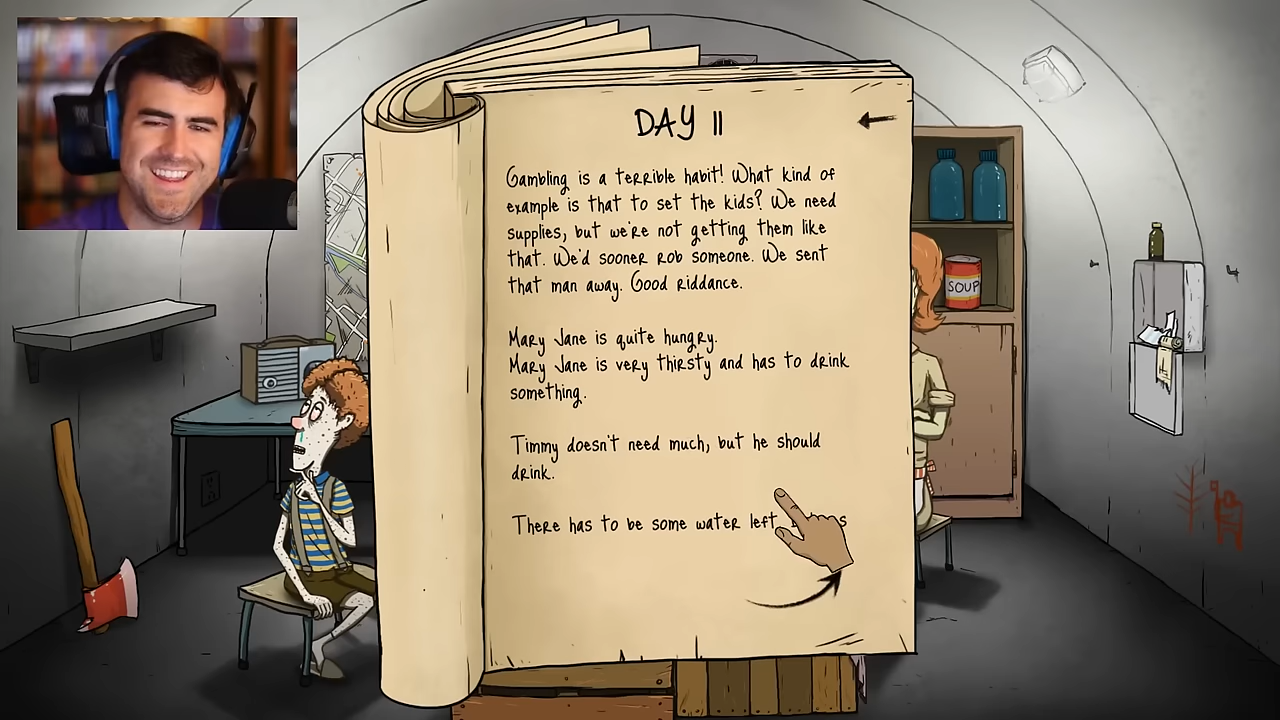 DAY 11
Gambling is a terrible habit! What kind of
example is that to set the kids? We need
supplies, but we're not getting them like
that. We'd sooner rob someone. We sent
that man away. Good riddance.
Mary Jane is quite hungry.
Mary Jane is very thirsty and has to drink
something.
Timmy doesn't need much, but he should
drink.
There has to be some water left
SOUP